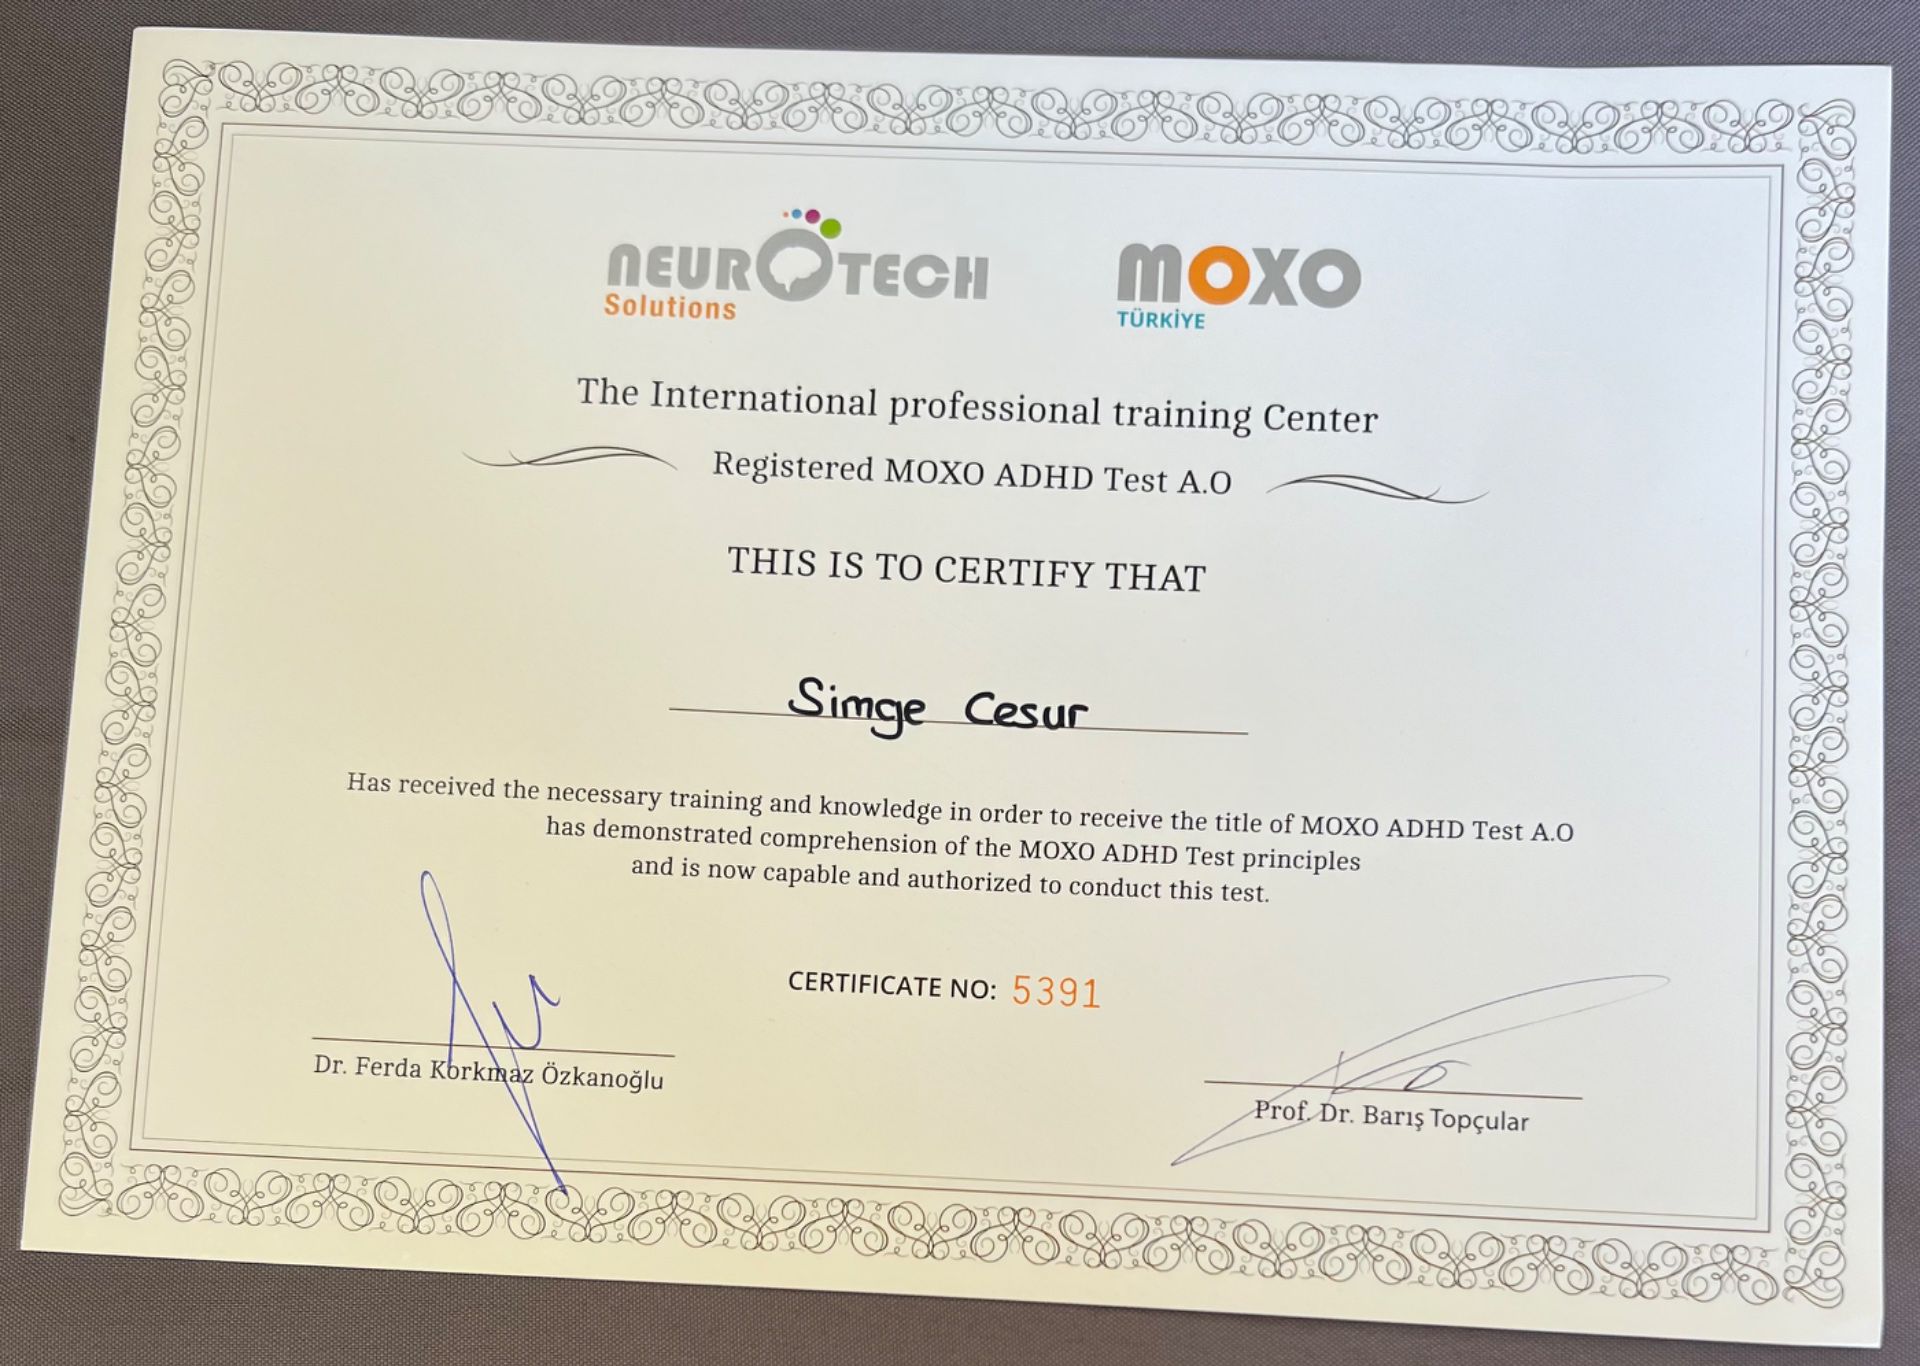 NEUROTECH
Solutions
MOXO
TÜRKİYE
The International professional training Center
Registered MOXO ADHD Test A.O
THIS IS TO CERTIFY THAT
Simge Cesur
Has received the necessary training and knowledge in order to receive the title of MOXO ADHD Test A.O
has demonstrated comprehension of the MOXO ADHD Test principles
and is now capable and authorized to conduct this test.
CERTIFICATE NO: 5391
Dr. Ferda Korkmaz Özkanoğlu
Prof. Dr. Barış Topçular